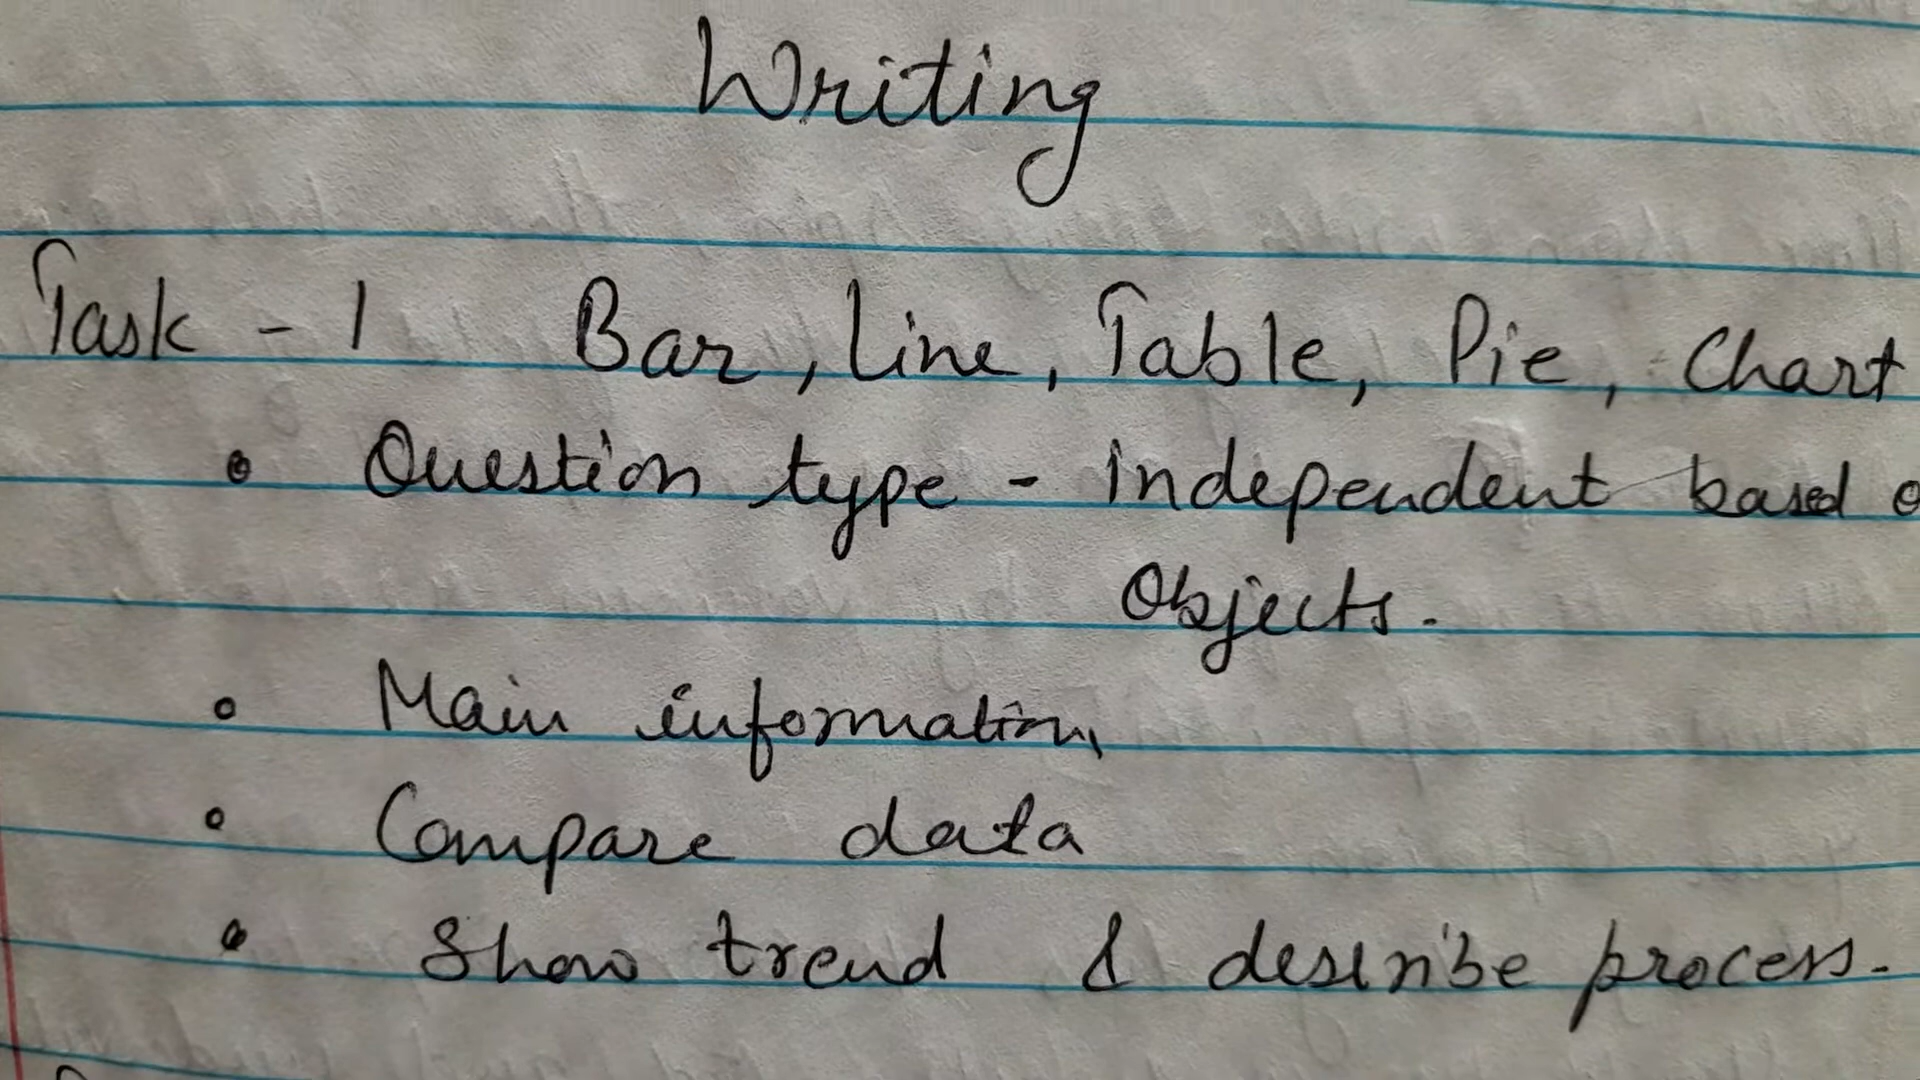 Writing
Task - 1 Bar, Line, Table, Pie, Chart
• Question type - independent based
Objects.
• Main information,
• Compare data
• Show trend & describe process.